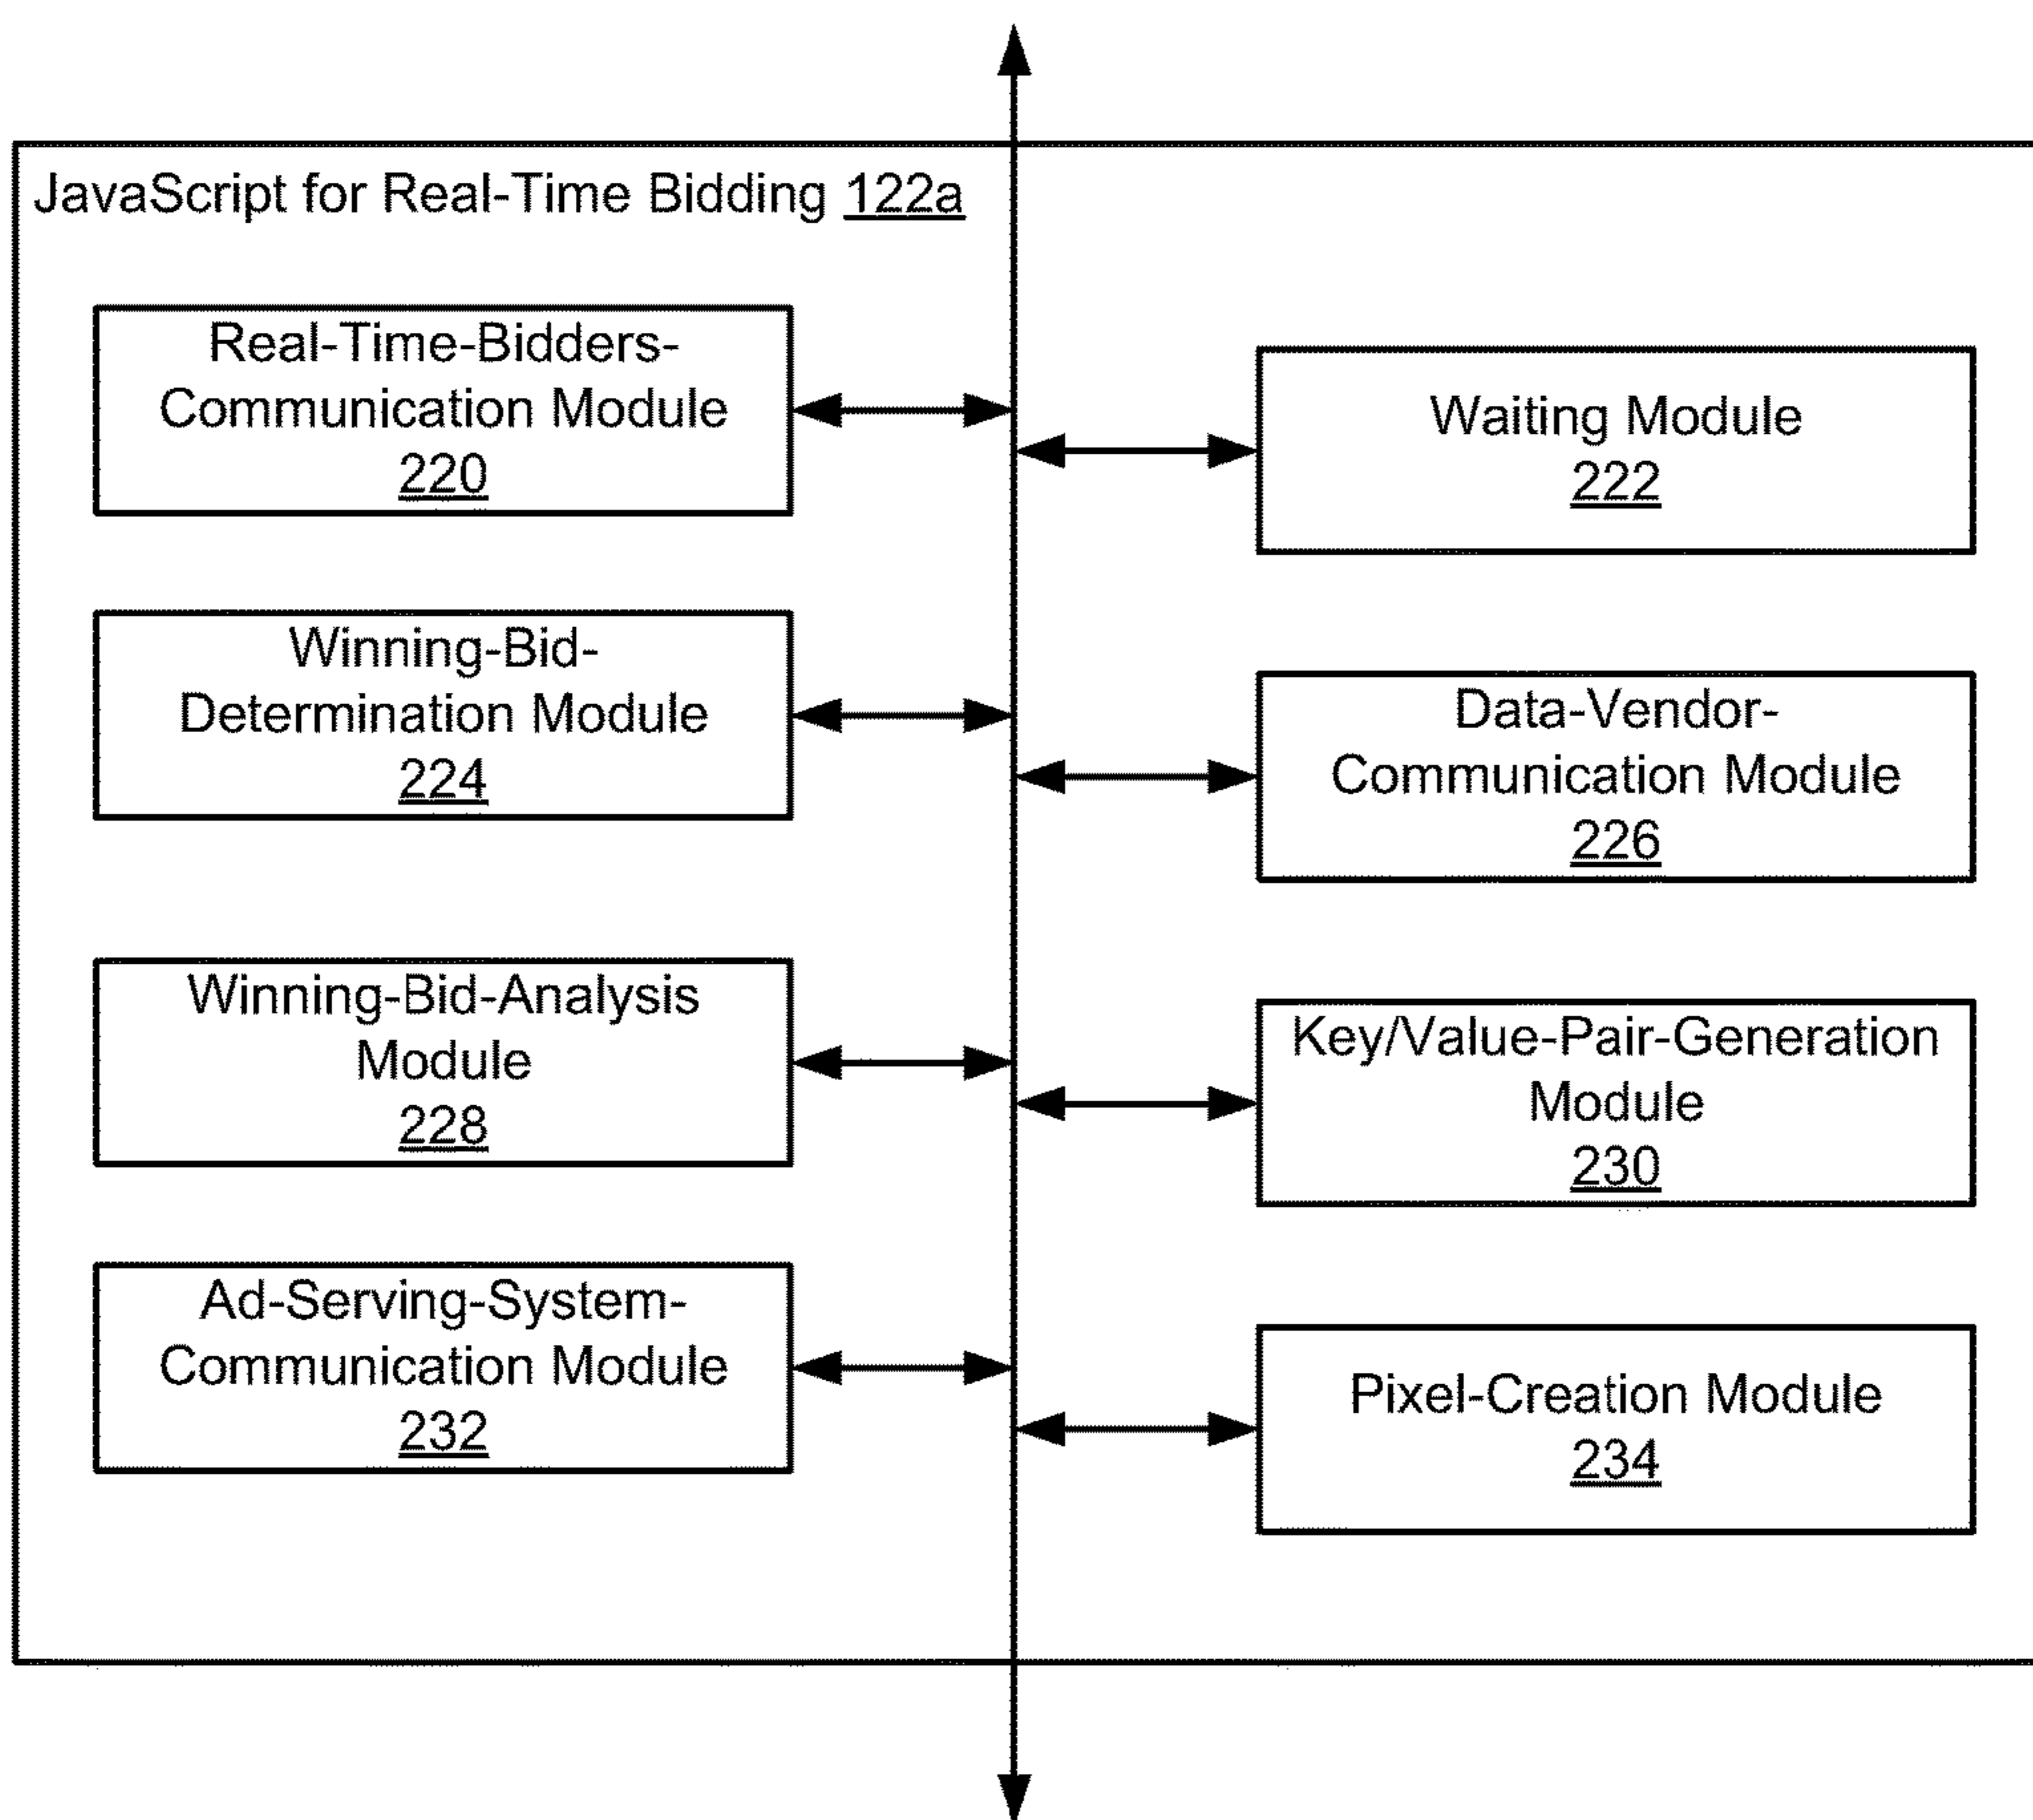 JavaScript for Real-Time Bidding 122a
Real-Time-Bidders-
Communication Module
220
Waiting Module
222
Winning-Bid-
Determination Module
224
Data-Vendor-
Communication Module
226
Winning-Bid-Analysis
Module
228
Key/Value-Pair-Generation
Module
230
Ad-Serving-System-
Communication Module
232
Pixel-Creation Module
234